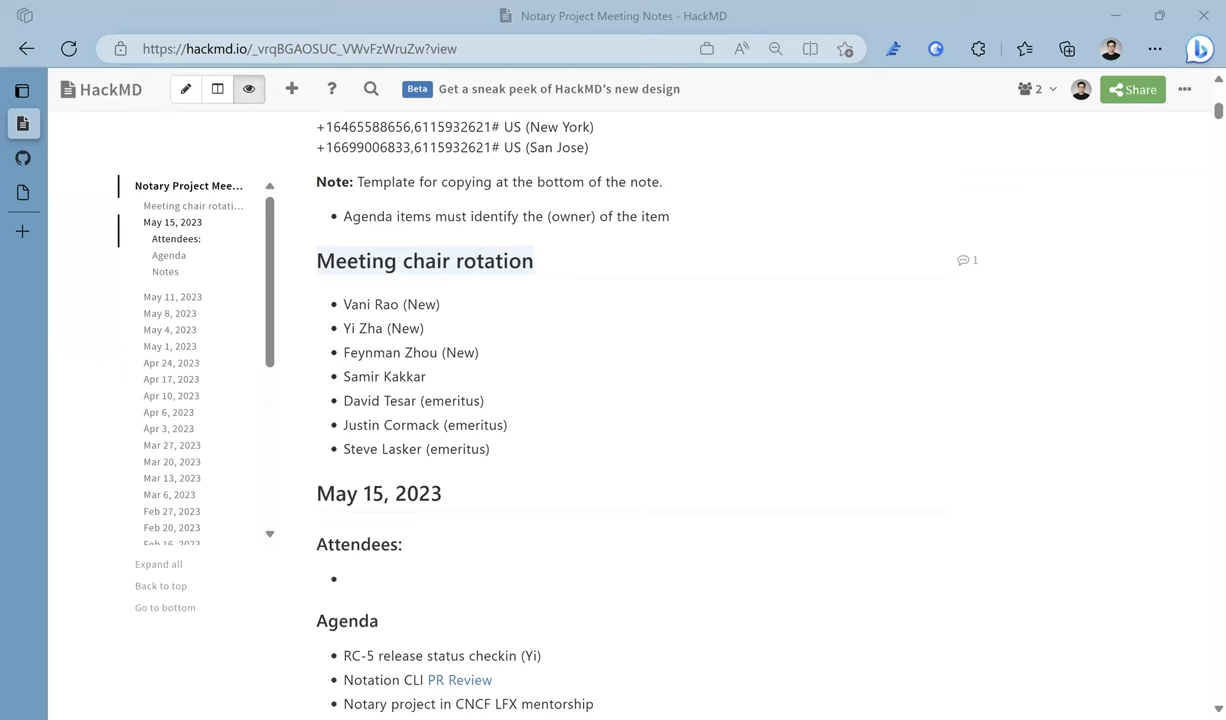 Notary Project Meeting Notes - HackMD
https://hackmd.io/_vrqBGAOSUC_VWvFzWruZw?view
HackMD
Beta Get a sneak peek of HackMD's new design
2
Share
+16465588656,6115932621# US (New York)
+16699006833,6115932621# US (San Jose)
Note: Template for copying at the bottom of the note.
Agenda items must identify the (owner) of the item
Meeting chair rotation
1
Vani Rao (New)
Yi Zha (New)
Feynman Zhou (New)
Samir Kakkar
David Tesar (emeritus)
Justin Cormack (emeritus)
Steve Lasker (emeritus)
May 15, 2023
Attendees:
Agenda
RC-5 release status checkin (Yi)
Notation CLI PR Review
Notary project in CNCF LFX mentorship
Notary Project Mee...
Meeting chair rotati...
May 15, 2023
Attendees:
Agenda
Notes
May 11, 2023
May 8, 2023
May 4, 2023
May 1, 2023
Apr 24, 2023
Apr 17, 2023
Apr 10, 2023
Apr 6, 2023
Apr 3, 2023
Mar 27, 2023
Mar 20, 2023
Mar 13, 2023
Mar 6, 2023
Feb 27, 2023
Feb 20, 2023
Feb 16, 2023
Expand all
Back to top
Go to bottom